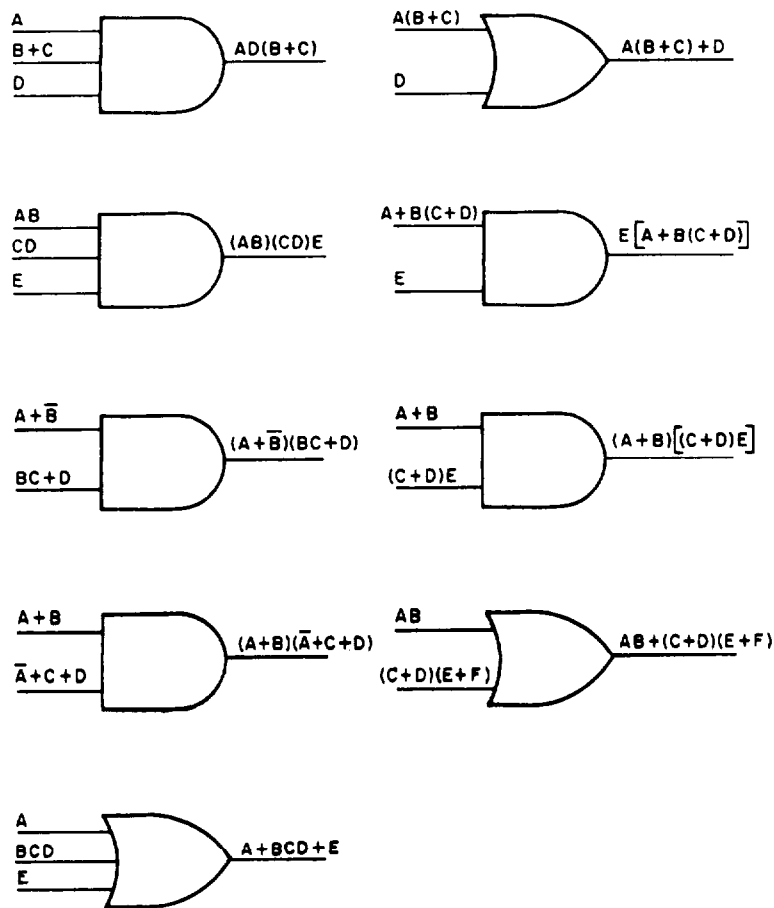 A
B+C
D
AD(B+C)
A(B+C)
D
A(B+C)+D
AB
CD
E
(AB)(CD)E
A+B(C+D)
E
E[A+B(C+D)]
A+B̅
BC+D
(A+B̅)(BC+D)
A+B
(C+D)E
(A+B)[(C+D)E]
A+B
A̅+C+D
(A+B)(A̅+C+D)
AB
(C+D)(E+F)
AB+(C+D)(E+F)
A
BCD
E
A+BCD+E